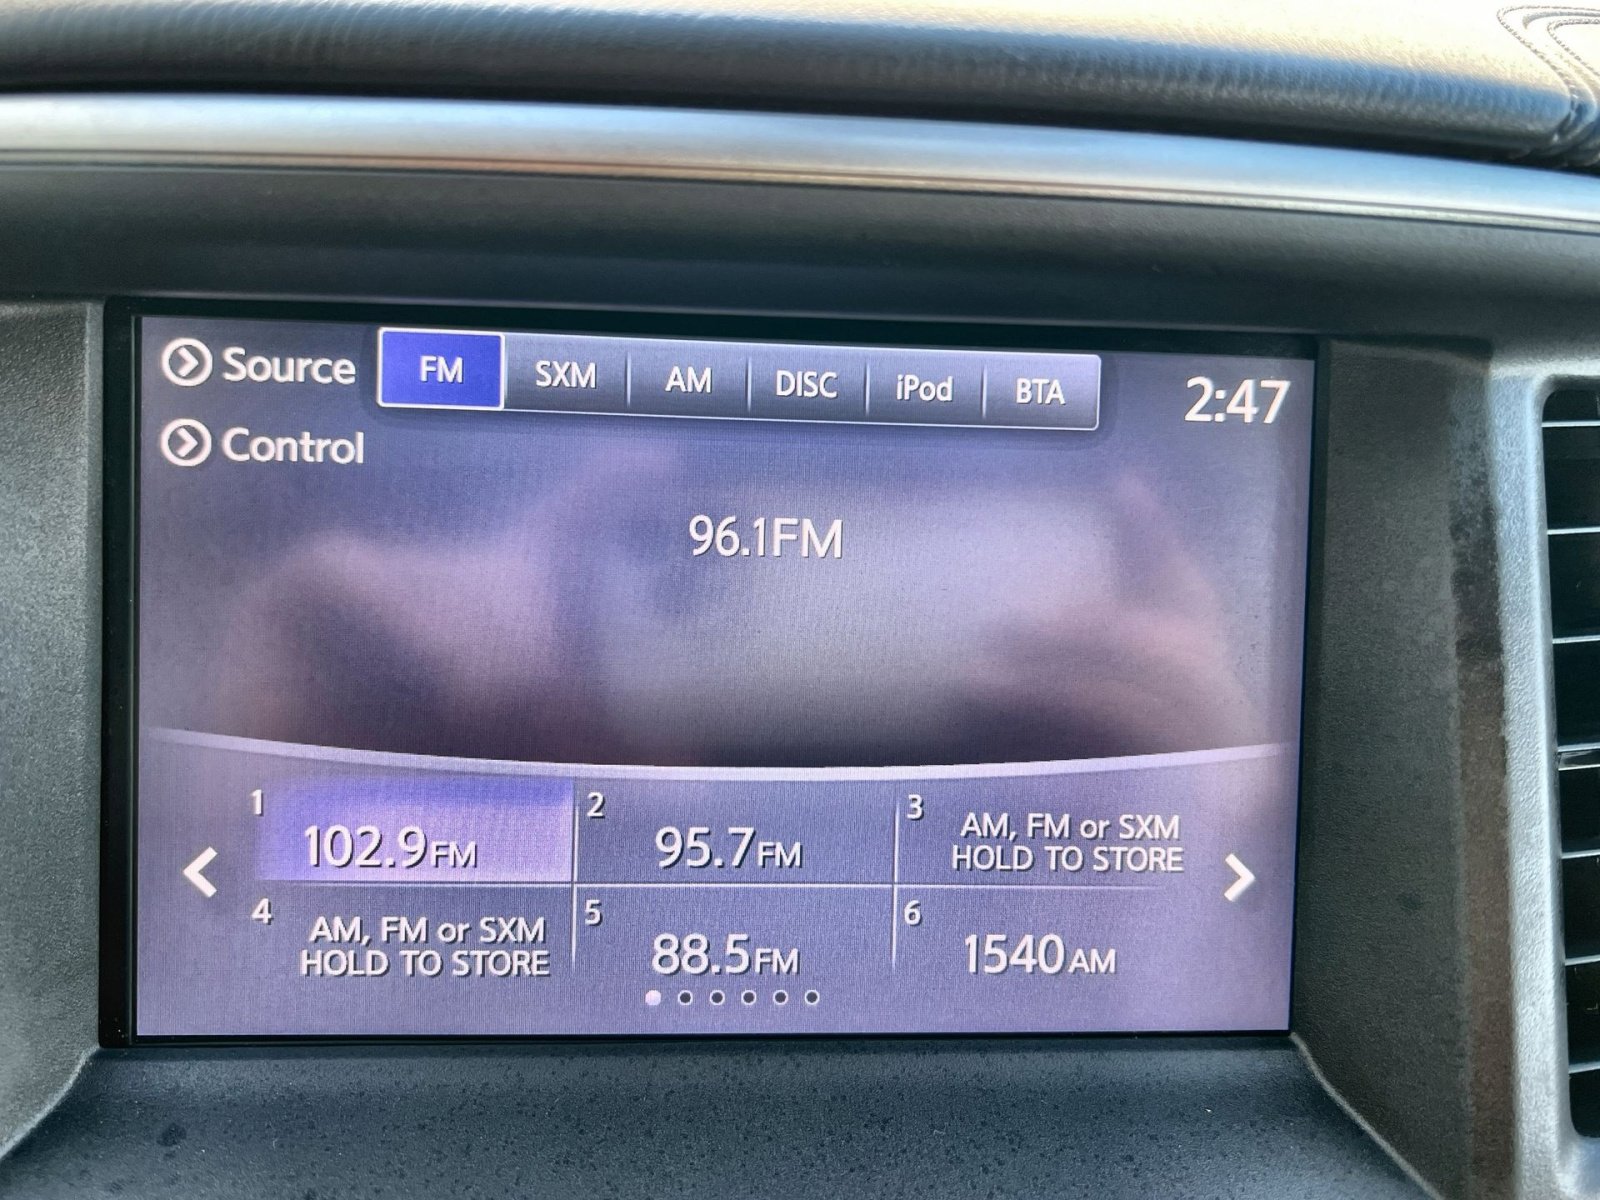 Source
FM SXM AM DISC iPod BTA
2:47
Control
96.1FM
1 102.9FM
2 95.7FM
3 AM, FM or SXM
HOLD TO STORE
4 AM, FM or SXM
HOLD TO STORE
5 88.5FM
6 1540AM